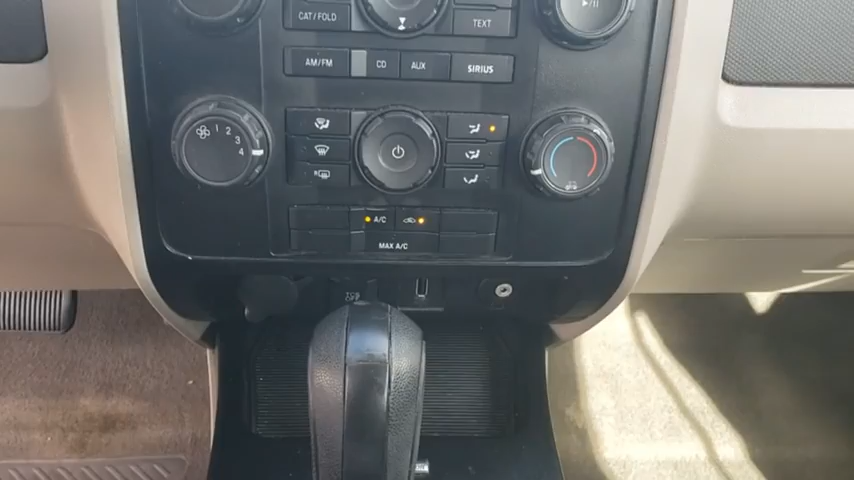 CAT/FOLD
TEXT
AM/FM
CD
AUX
SIRIUS
1
2
3
4
R
A/C
MAX A/C